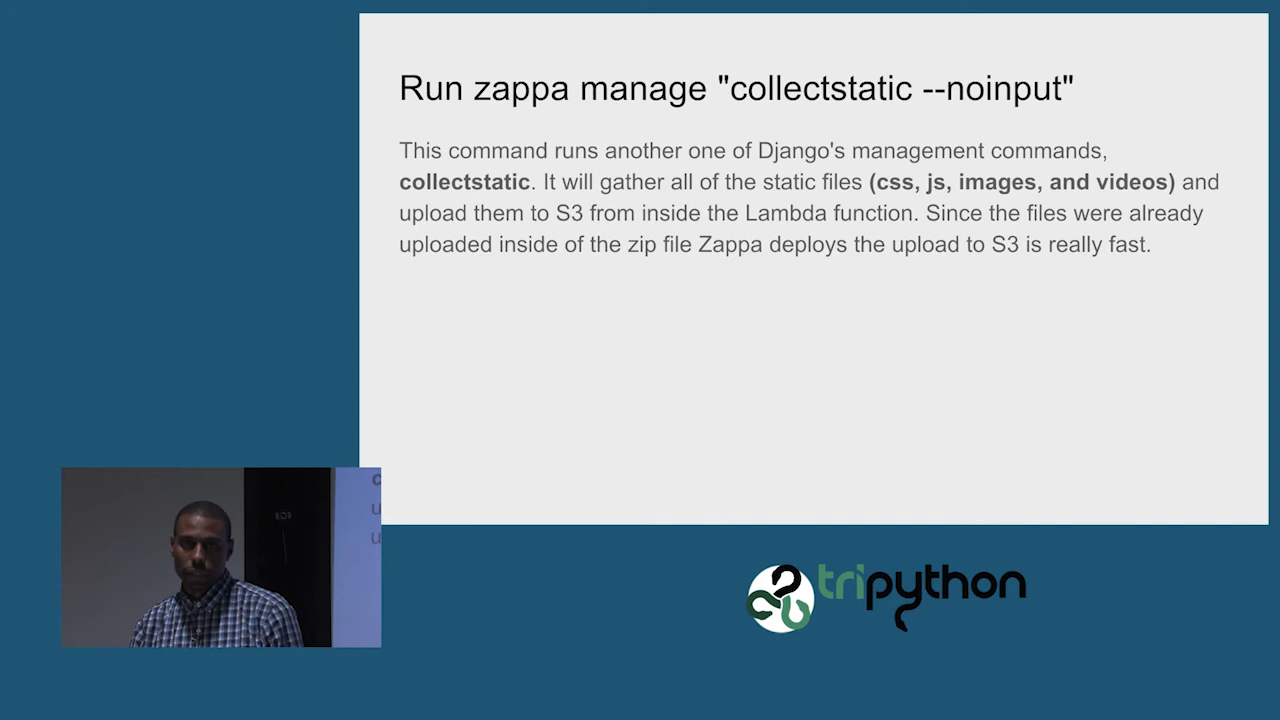 Run zappa manage "collectstatic --noinput"
This command runs another one of Django's management commands,
collectstatic. It will gather all of the static files (css, js, images, and videos) and
upload them to S3 from inside the Lambda function. Since the files were already
uploaded inside of the zip file Zappa deploys the upload to S3 is really fast.
c
u
u
tripython